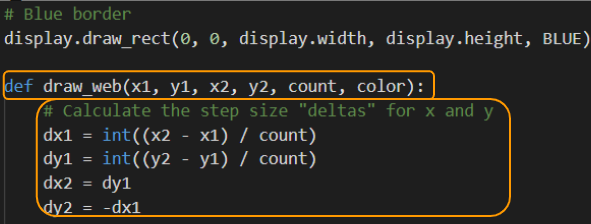 # Blue border
display.draw_rect(0, 0, display.width, display.height, BLUE)
def draw_web(x1, y1, x2, y2, count, color):
# Calculate the step size "deltas" for x and y
dx1 = int((x2 - x1) / count)
dy1 = int((y2 - y1) / count)
dx2 = dy1
dy2 = -dx1